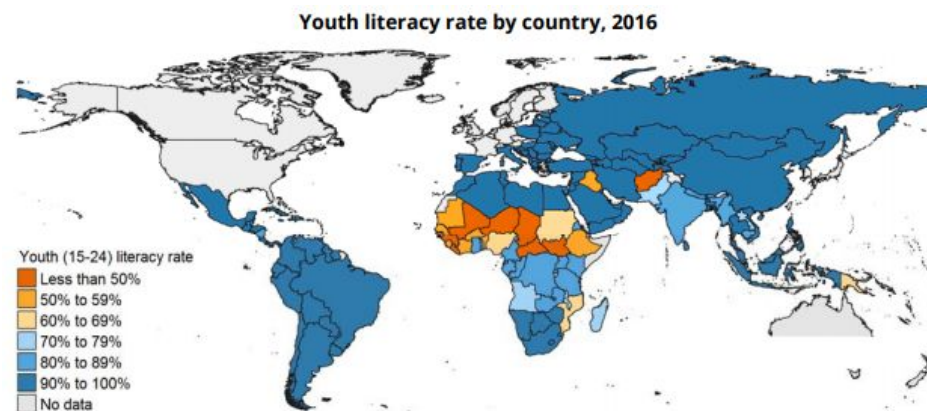 Youth literacy rate by country, 2016
Youth (15-24) literacy rate
Less than 50%
50% to 59%
60% to 69%
70% to 79%
80% to 89%
90% to 100%
No data